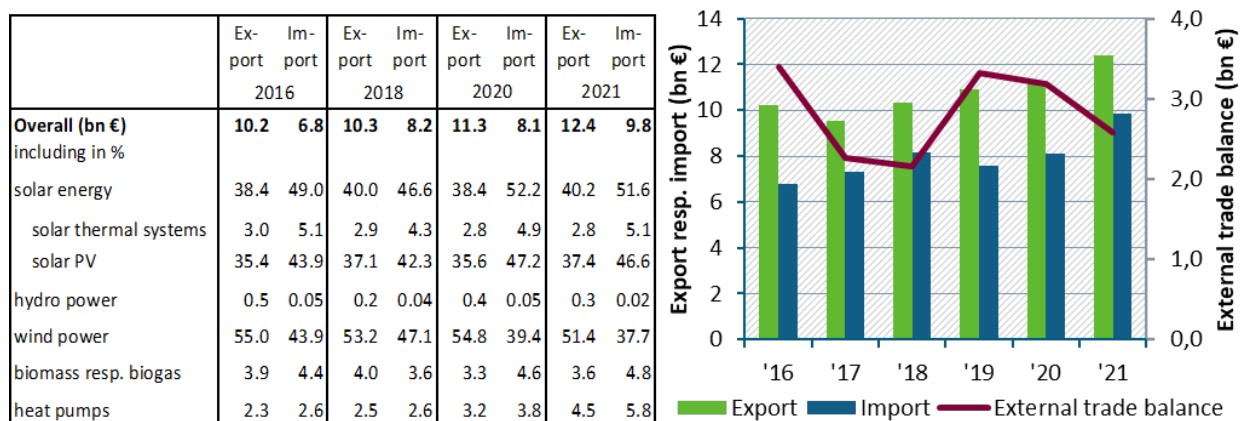 Ex- Im- Ex- Im- Ex- Im- Ex- Im-
port port port port port port port port
2016 2018 2020 2021
Overall (bn €) 10.2 6.8 10.3 8.2 11.3 8.1 12.4 9.8
including in %
solar energy 38.4 49.0 40.0 46.6 38.4 52.2 40.2 51.6
solar thermal systems 3.0 5.1 2.9 4.3 2.8 4.9 2.8 5.1
solar PV 35.4 43.9 37.1 42.3 35.6 47.2 37.4 46.6
hydro power 0.5 0.05 0.2 0.04 0.4 0.05 0.3 0.02
wind power 55.0 43.9 53.2 47.1 54.8 39.4 51.4 37.7
biomass resp. biogas 3.9 4.4 4.0 3.6 3.3 4.6 3.6 4.8
heat pumps 2.3 2.6 2.5 2.6 3.2 3.8 4.5 5.8
Export resp. import (bn €)
14
12
10
8
6
4
2
0
4,0
3,0
2,0
1,0
0,0
External trade balance (bn €)
'16 '17 '18 '19 '20 '21
Export Import External trade balance